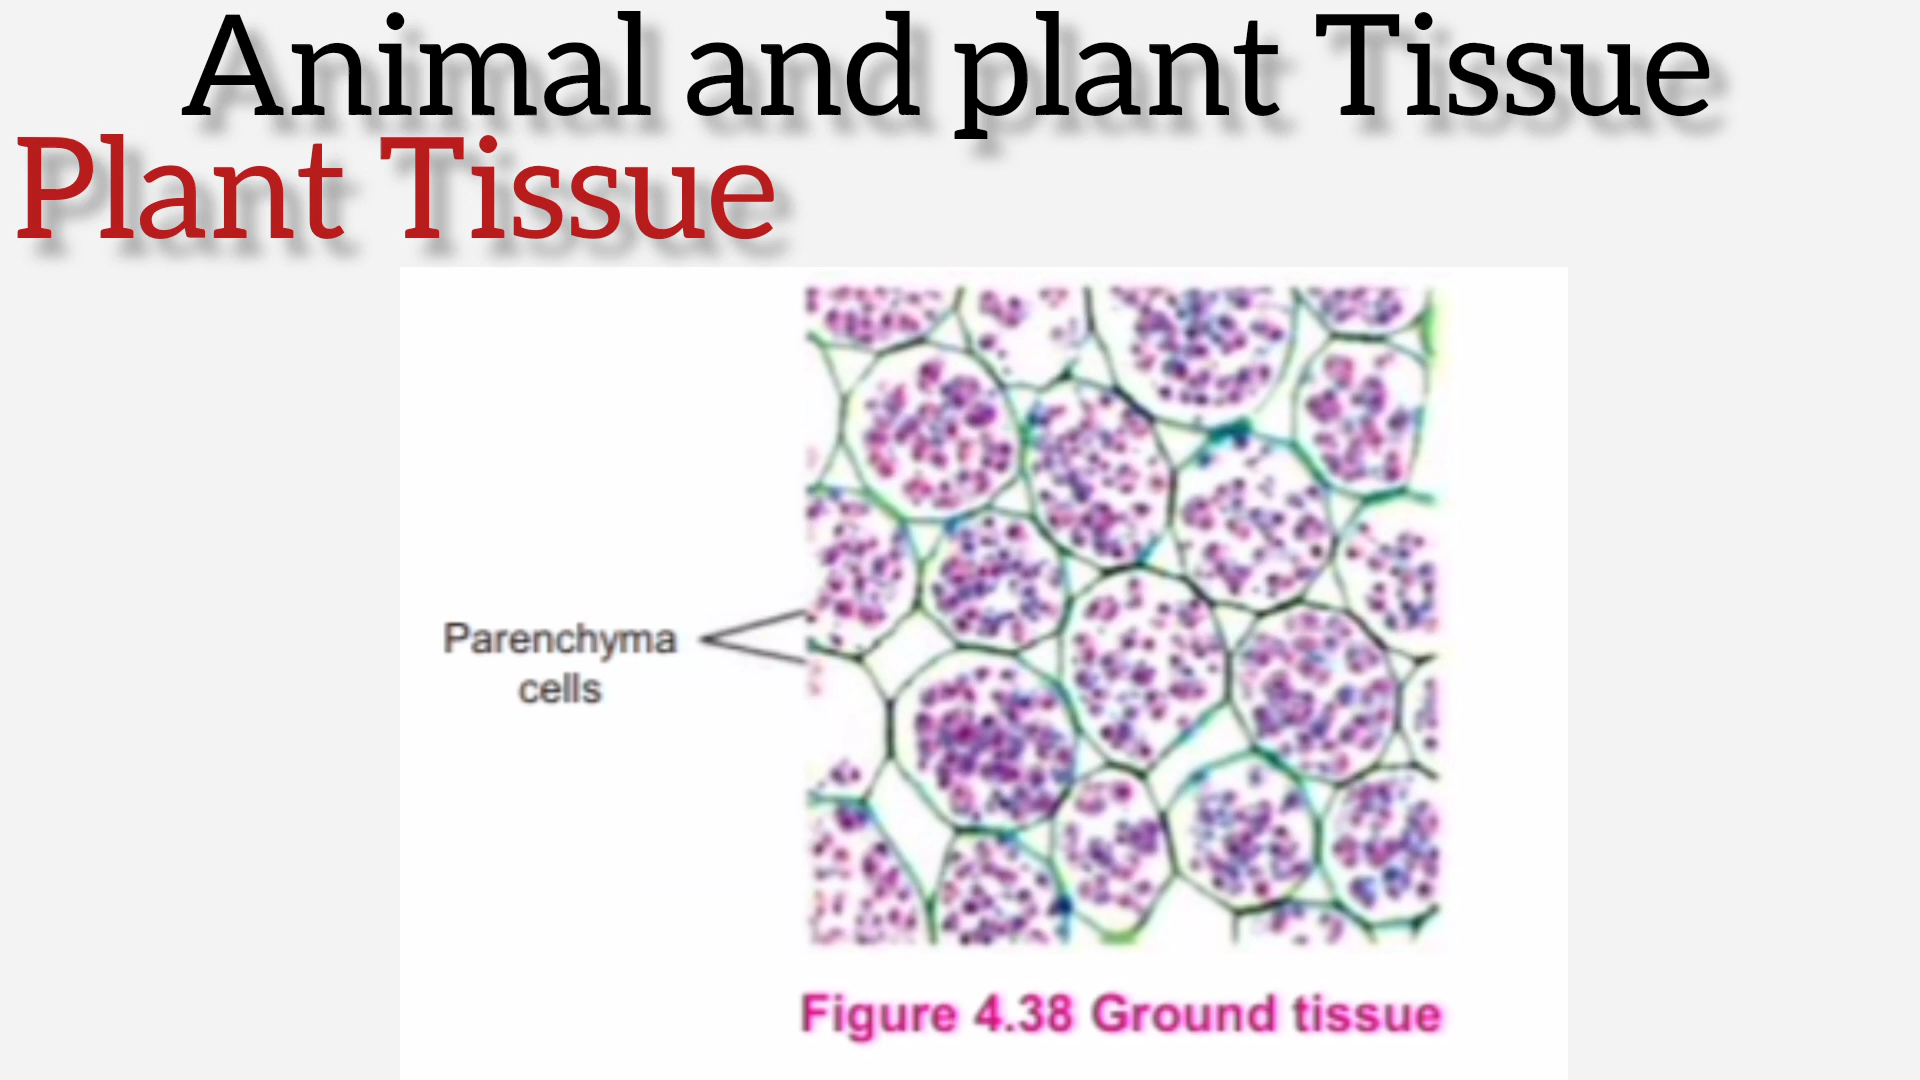 Animal and plant Tissue
Plant Tissue
Parenchyma
cells
Figure 4.38 Ground tissue